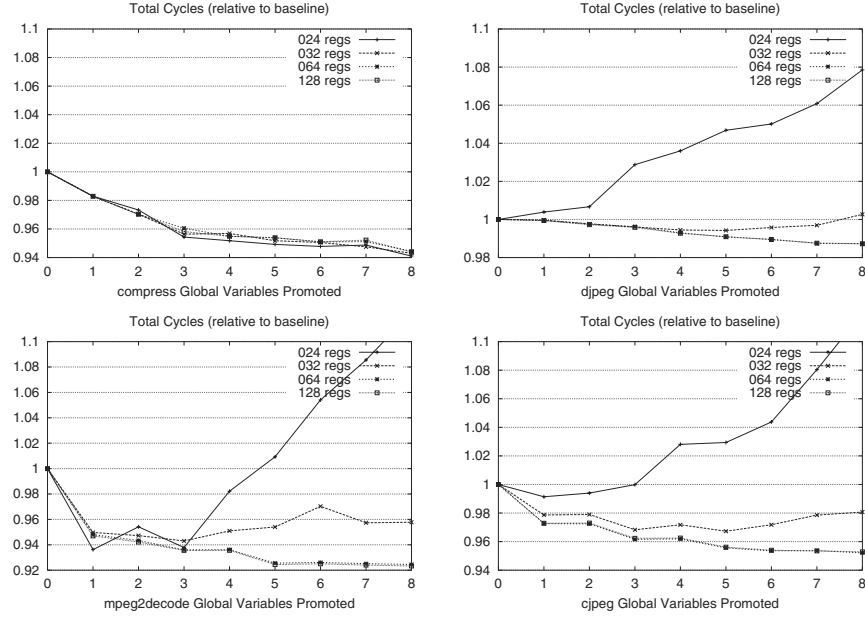 Total Cycles (relative to baseline)
1.1
1.08
1.06
1.04
1.02
1
0.98
0.96
0.94
024 regs
032 regs
064 regs
128 regs
0 1 2 3 4 5 6 7 8
compress Global Variables Promoted
Total Cycles (relative to baseline)
1.1
1.08
1.06
1.04
1.02
1
0.98
024 regs
032 regs
064 regs
128 regs
0 1 2 3 4 5 6 7 8
djpeg Global Variables Promoted
Total Cycles (relative to baseline)
1.1
1.08
1.06
1.04
1.02
1
0.98
0.96
0.94
0.92
024 regs
032 regs
064 regs
128 regs
0 1 2 3 4 5 6 7 8
mpeg2decode Global Variables Promoted
Total Cycles (relative to baseline)
1.1
1.08
1.06
1.04
1.02
1
0.98
0.96
0.94
024 regs
032 regs
064 regs
128 regs
0 1 2 3 4 5 6 7 8
cjpeg Global Variables Promoted